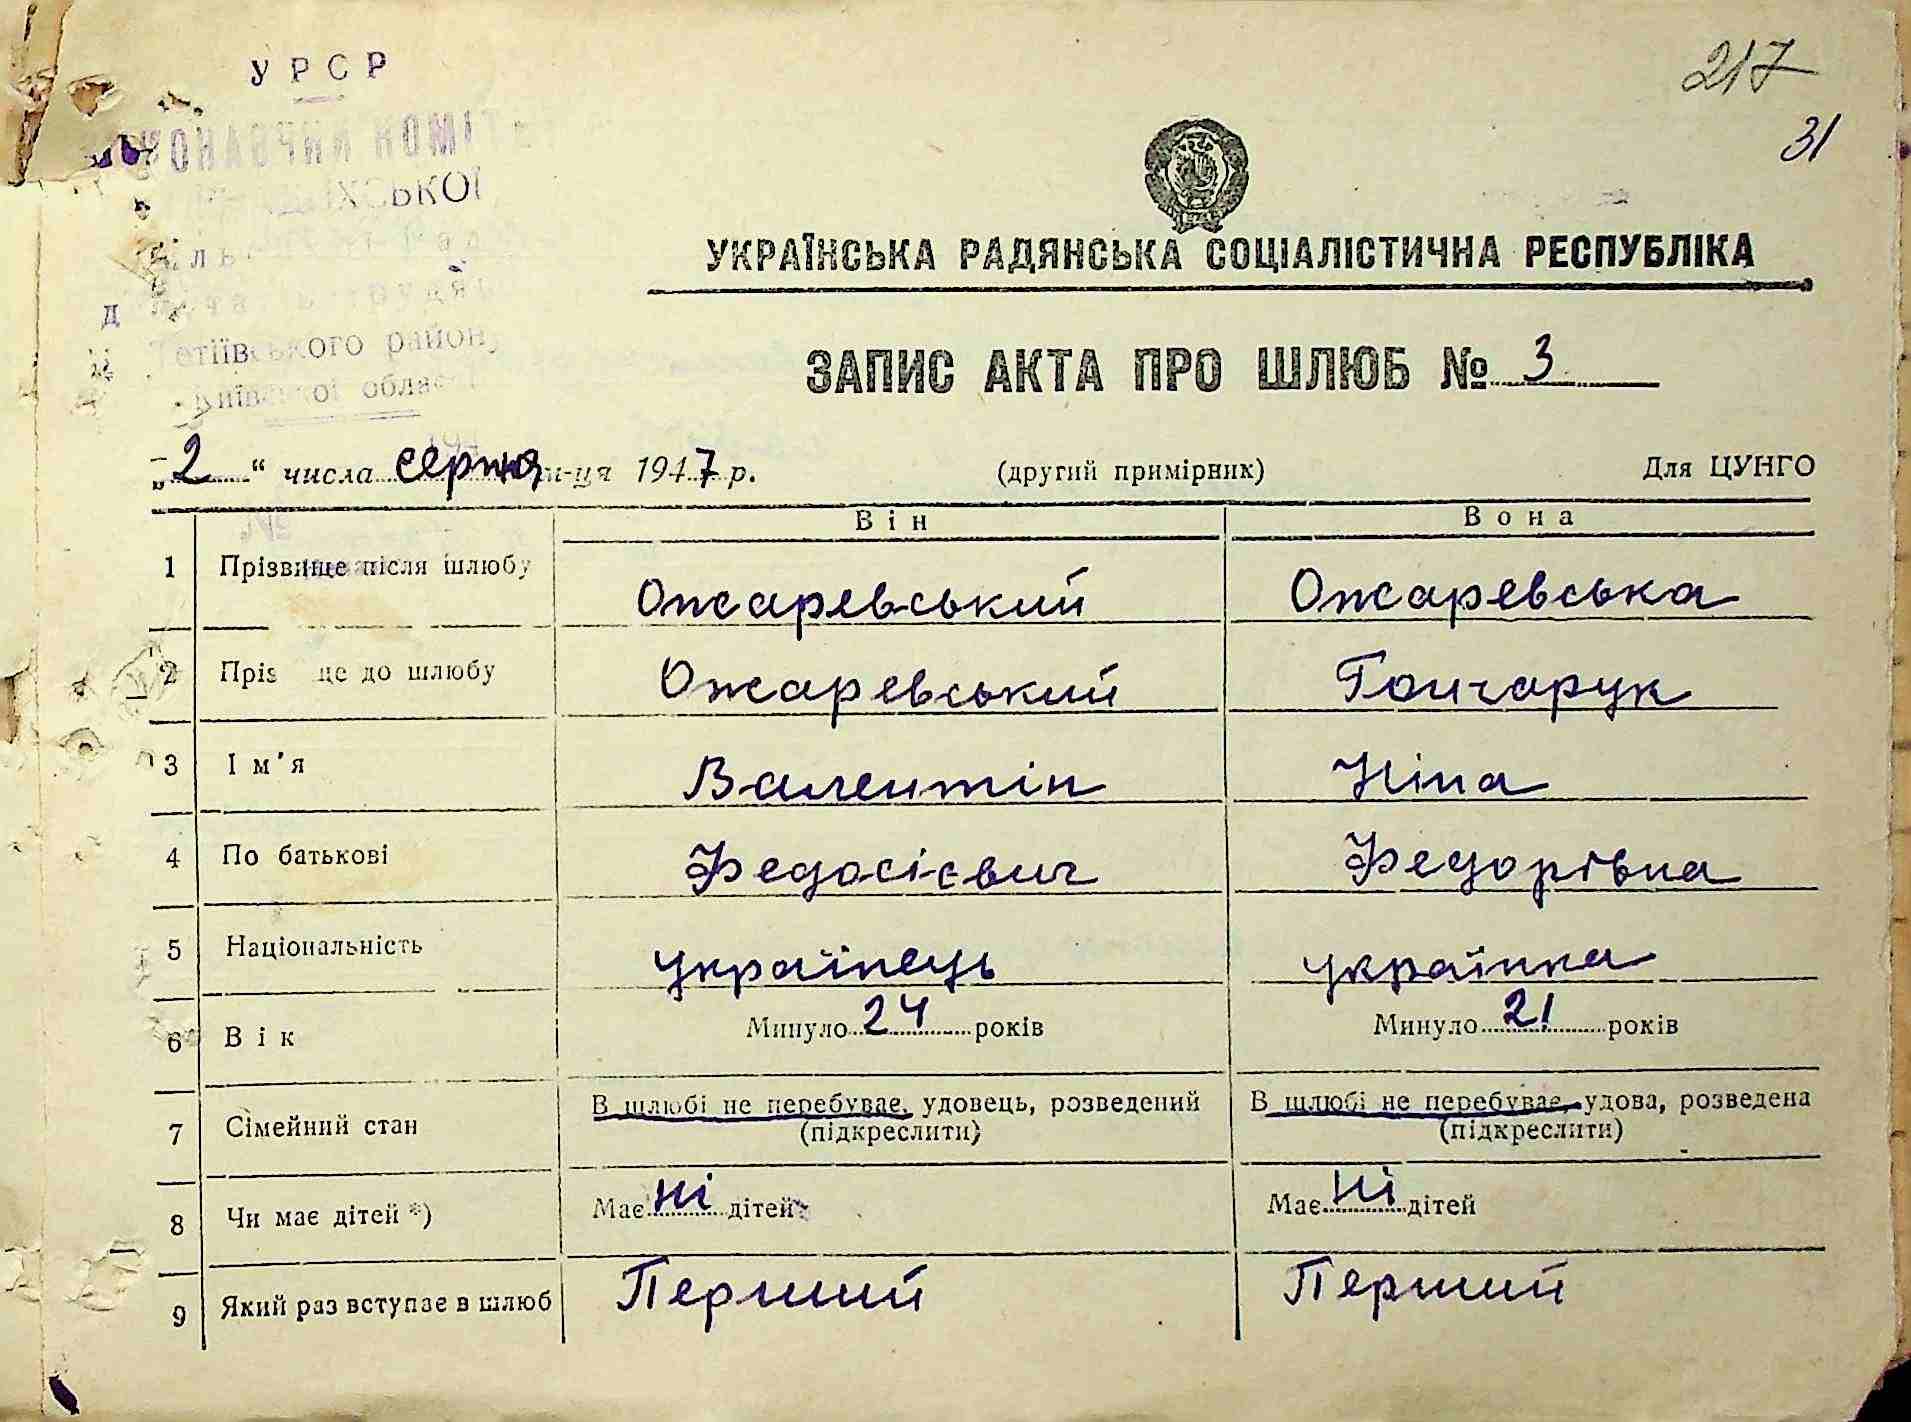 217
31
УРСР
Тетіївського району
Київської області
УКРАЇНСЬКА РАДЯНСЬКА СОЦІАЛІСТИЧНА РЕСПУБЛІКА
ЗАПИС АКТА ПРО ШЛЮБ № 3
„2“ числа серпня м-ця 1947 р. (другий примірник) Для ЦУНГО
Він Вона
1 Прізвище після шлюбу Ожаревський Ожаревська
2 Прізвище до шлюбу Ожаревський Гончарук
3 Ім'я Валентін Ніна
4 По батькові Федосієвич Федорівна
5 Національність українець українка
6 Вік Минуло 24 років Минуло 21 років
7 Сімейний стан В шлюбі не перебуває, удовець, розведений (підкреслити) В шлюбі не перебуває, удова, розведена (підкреслити)
8 Чи має дітей *) Має ні дітей Має ні дітей
9 Який раз вступає в шлюб Перший Перший